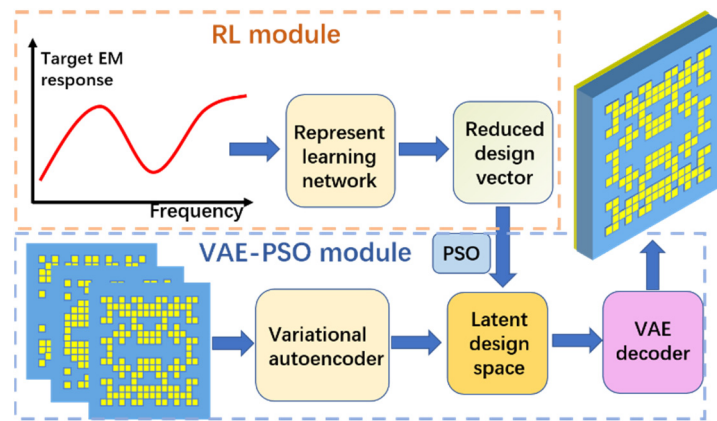 RL module
Target EM
response
Frequency
Represent
learning
network
Reduced
design
vector
VAE-PSO module
PSO
Variational
autoencoder
Latent
design
space
VAE
decoder